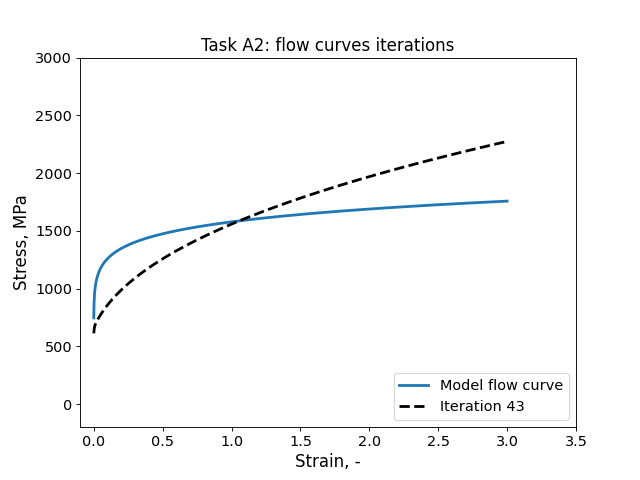 Task A2: flow curves iterations
3000
2500
2000
1500
1000
500
0
Stress, MPa
0.0 0.5 1.0 1.5 2.0 2.5 3.0 3.5
Strain, -
Model flow curve
Iteration 43